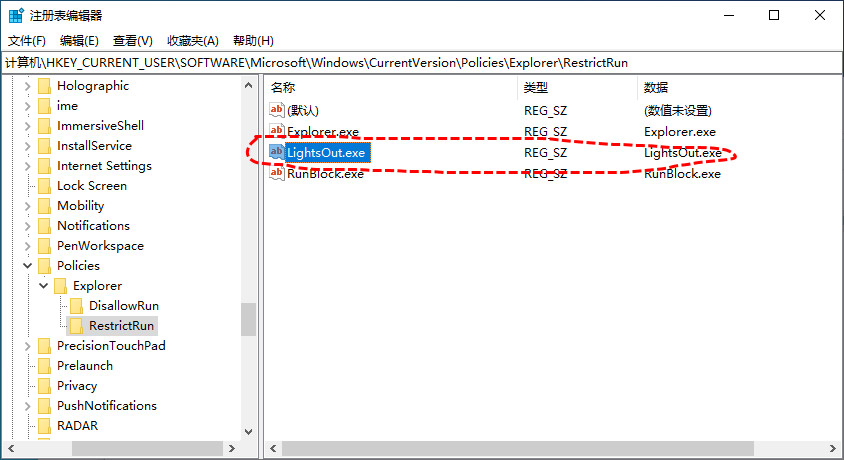 注册表编辑器
文件(F) 编辑(E) 查看(V) 收藏夹(A) 帮助(H)
计算机\HKEY_CURRENT_USER\SOFTWARE\Microsoft\Windows\CurrentVersion\Policies\Explorer\RestrictRun
Holographic
ime
ImmersiveShell
InstallService
Internet Settings
Lock Screen
Mobility
Notifications
PenWorkspace
Policies
Explorer
DisallowRun
RestrictRun
PrecisionTouchPad
Prelaunch
Privacy
PushNotifications
RADAR
名称 类型 数据
ab (默认) REG_SZ (数值未设置)
ab Explorer.exe REG_SZ Explorer.exe
ab LightsOut.exe REG_SZ LightsOut.exe
ab RunBlock.exe REG_SZ RunBlock.exe